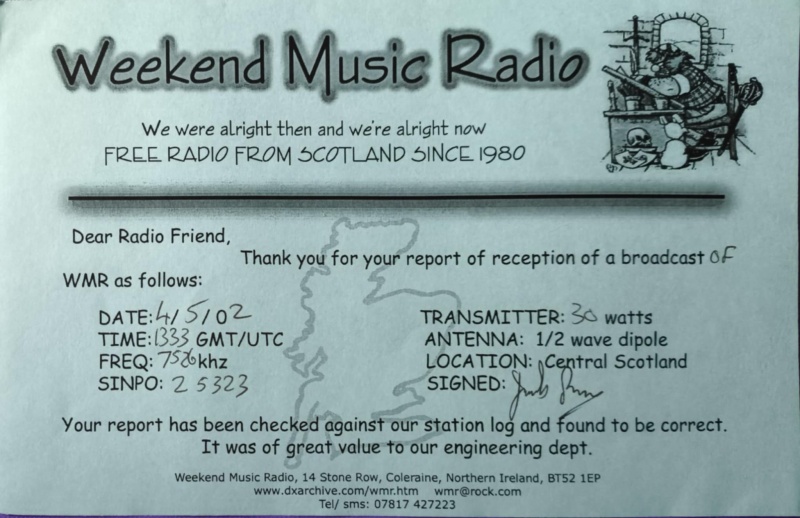 Weekend Music Radio
We were alright then and we're alright now
FREE RADIO FROM SCOTLAND SINCE 1980
Dear Radio Friend,
Thank you for your report of reception of a broadcast OF
WMR as follows:
DATE: 4/5/02
TIME: 1333 GMT/UTC
FREQ: 7526 khz
SINPO: 25323
TRANSMITTER: 30 watts
ANTENNA: 1/2 wave dipole
LOCATION: Central Scotland
SIGNED:
Your report has been checked against our station log and found to be correct.
It was of great value to our engineering dept.
Weekend Music Radio, 14 Stone Row, Coleraine, Northern Ireland, BT52 1EP
www.dxarchive.com/wmr.htm wmr@rock.com
Tel/ sms: 07817 427223